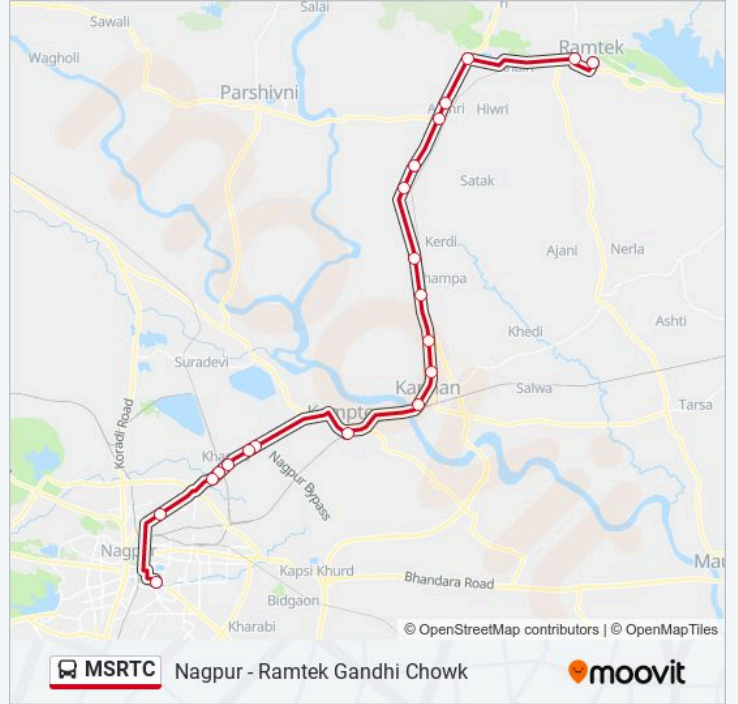 Salai
Sawali
Wagholi
Ramtek
Parshivni
Hiwri
Satak
Kerdi
Ajani
Nerla
Khedi
Ashti
Suradevi
Salwa
Tarsa
Koradi Road
Nagpur Bypass
Kapsi Khurd
Bhandara Road
Bidgaon
Kharabi
© OpenStreetMap contributors | © OpenMapTiles
MSRTC Nagpur - Ramtek Gandhi Chowk moovit